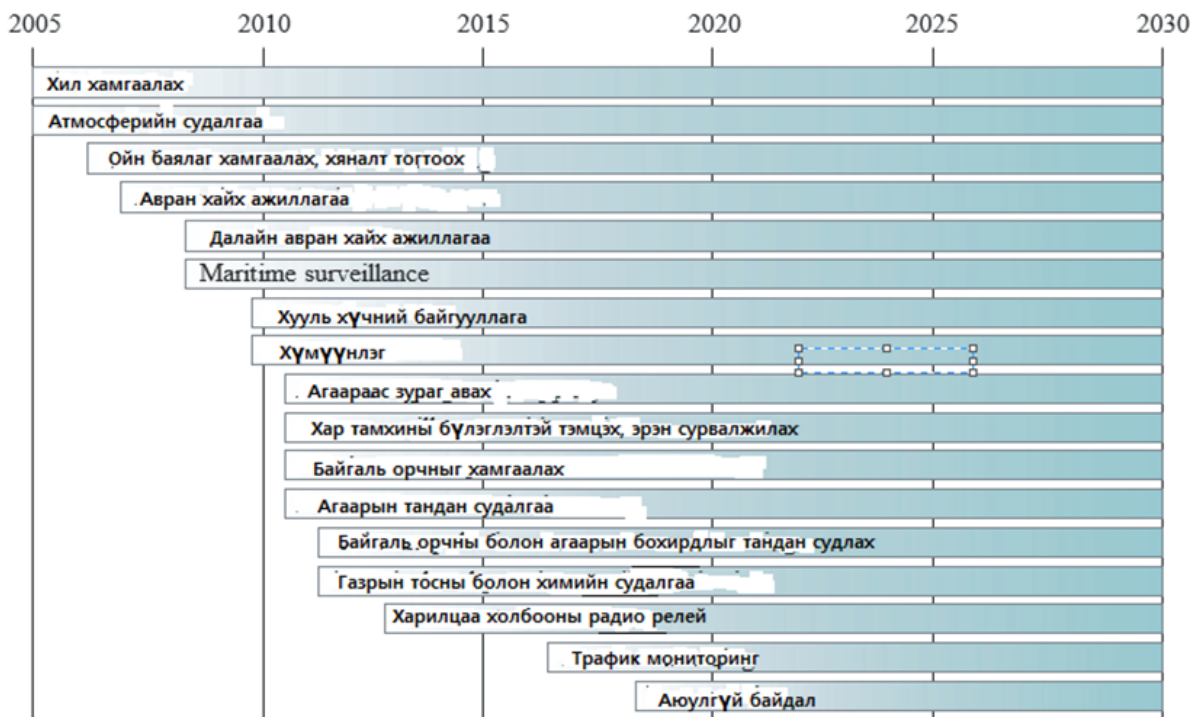 2005 2010 2015 2020 2025 2030
Хил хамгаалах
Атмосферийн судалгаа
Ойн баялаг хамгаалах, хяналт тогтоох
Авран хайх ажиллагаа
Далайн авран хайх ажиллагаа
Maritime surveillance
Хууль хүчний байгууллага
Хүмүүнлэг
Агаараас зураг авах
Хар тамхины бүлэглэлтэй тэмцэх, эрэн сурвалжилах
Байгаль орчныг хамгаалах
Агаарын тандан судалгаа
Байгаль орчны болон агаарын бохирдлыг тандан судлах
Газрын тосны болон химийн судалгаа
Харилцаа холбооны радио релей
Трафик мониторинг
Аюулгүй байдал